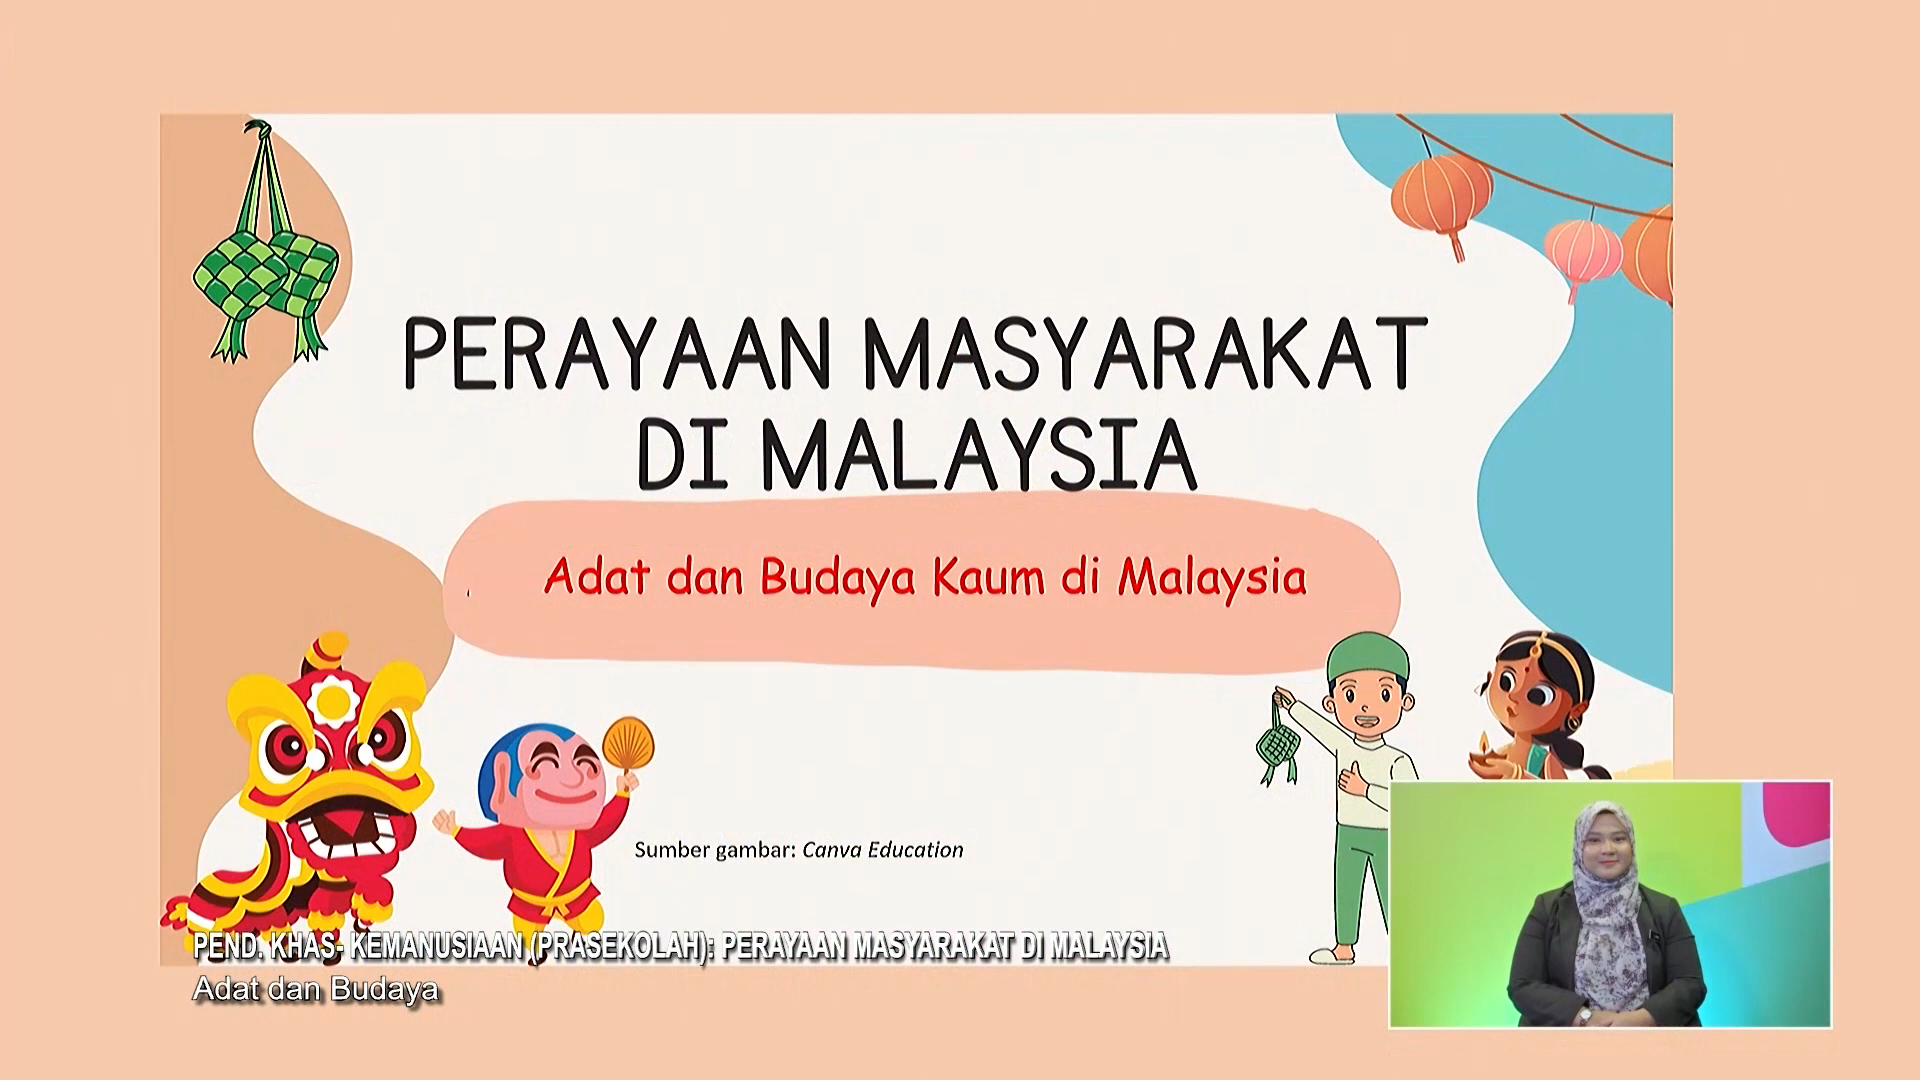 PERAYAAN MASYARAKAT
DI MALAYSIA
Adat dan Budaya Kaum di Malaysia
Sumber gambar: Canva Education
PEND. KHAS- KEMANUSIAAN (PRASEKOLAH): PERAYAAN MASYARAKAT DI MALAYSIA
Adat dan Budaya